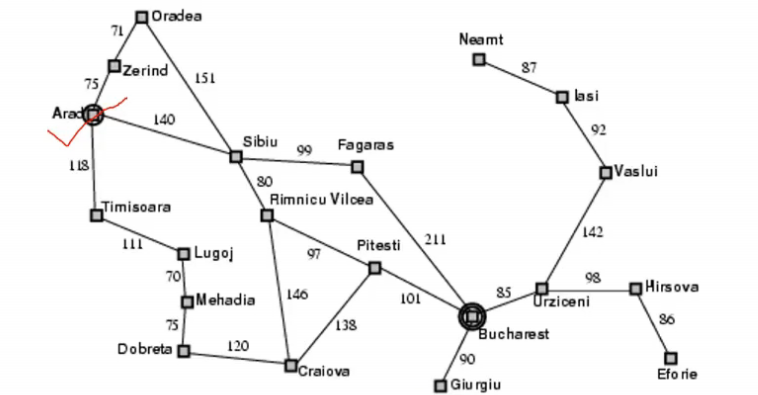 Oradea
71
Neamt
Zerind
87
75
151
Iasi
Arad
140
92
Sibiu
Fagaras
99
118
Vaslui
80
Rimnicu Vilcea
Timisoara
111
97
Pitesti
211
142
Lugoj
70
146
101
85
98
Hirsova
Mehadia
Urziceni
75
138
86
Bucharest
Dobreta
120
90
Craiova
Giurgiu
Eforie